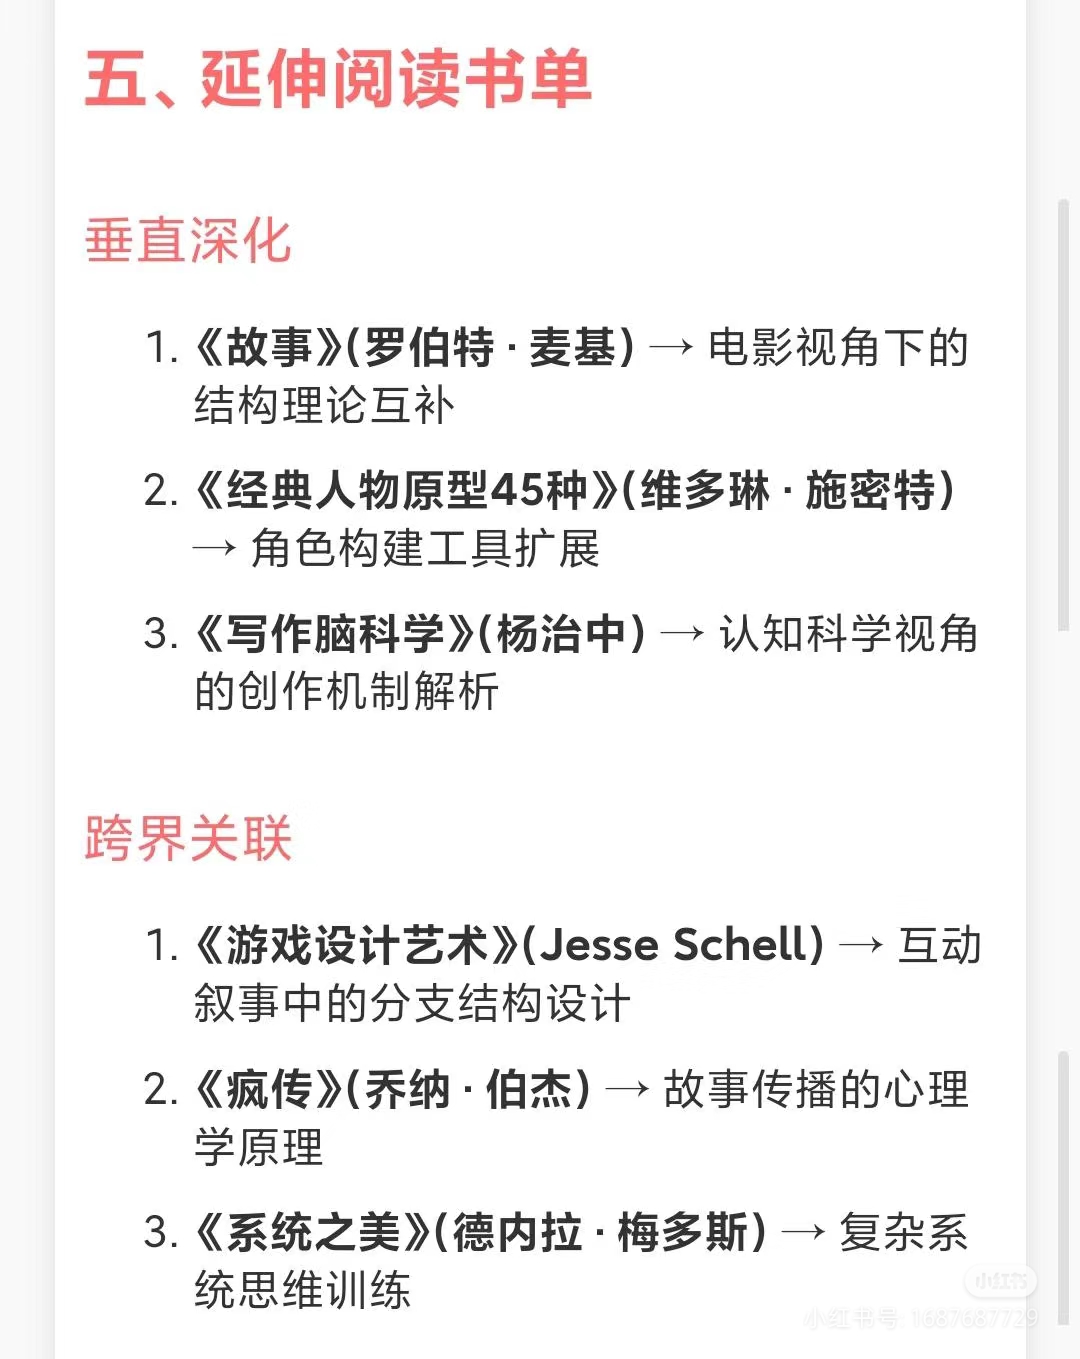 五、延伸阅读书单
垂直深化
1. 《故事》(罗伯特·麦基) → 电影视角下的
结构理论互补
2. 《经典人物原型45种》(维多琳·施密特)
→ 角色构建工具扩展
3. 《写作脑科学》(杨治中) → 认知科学视角
的创作机制解析
跨界关联
1. 《游戏设计艺术》(Jesse Schell) → 互动
叙事中的分支结构设计
2. 《疯传》(乔纳·伯杰) → 故事传播的心理
学原理
3. 《系统之美》(德内拉·梅多斯) → 复杂系
统思维训练
小红书
小红书号 1687687729